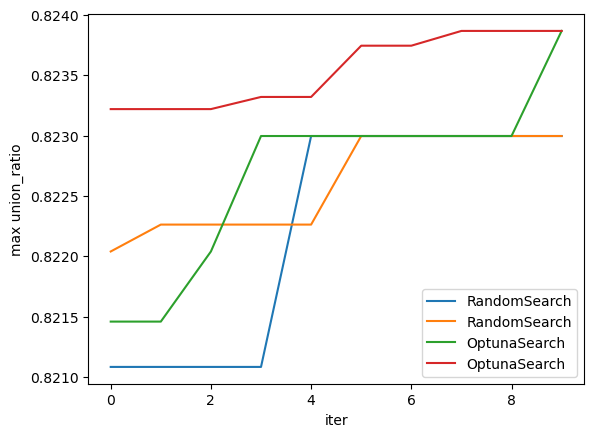 0.8240
0.8235
0.8230
0.8225
0.8220
0.8215
0.8210
max union_ratio
0 2 4 6 8
iter
RandomSearch
RandomSearch
OptunaSearch
OptunaSearch